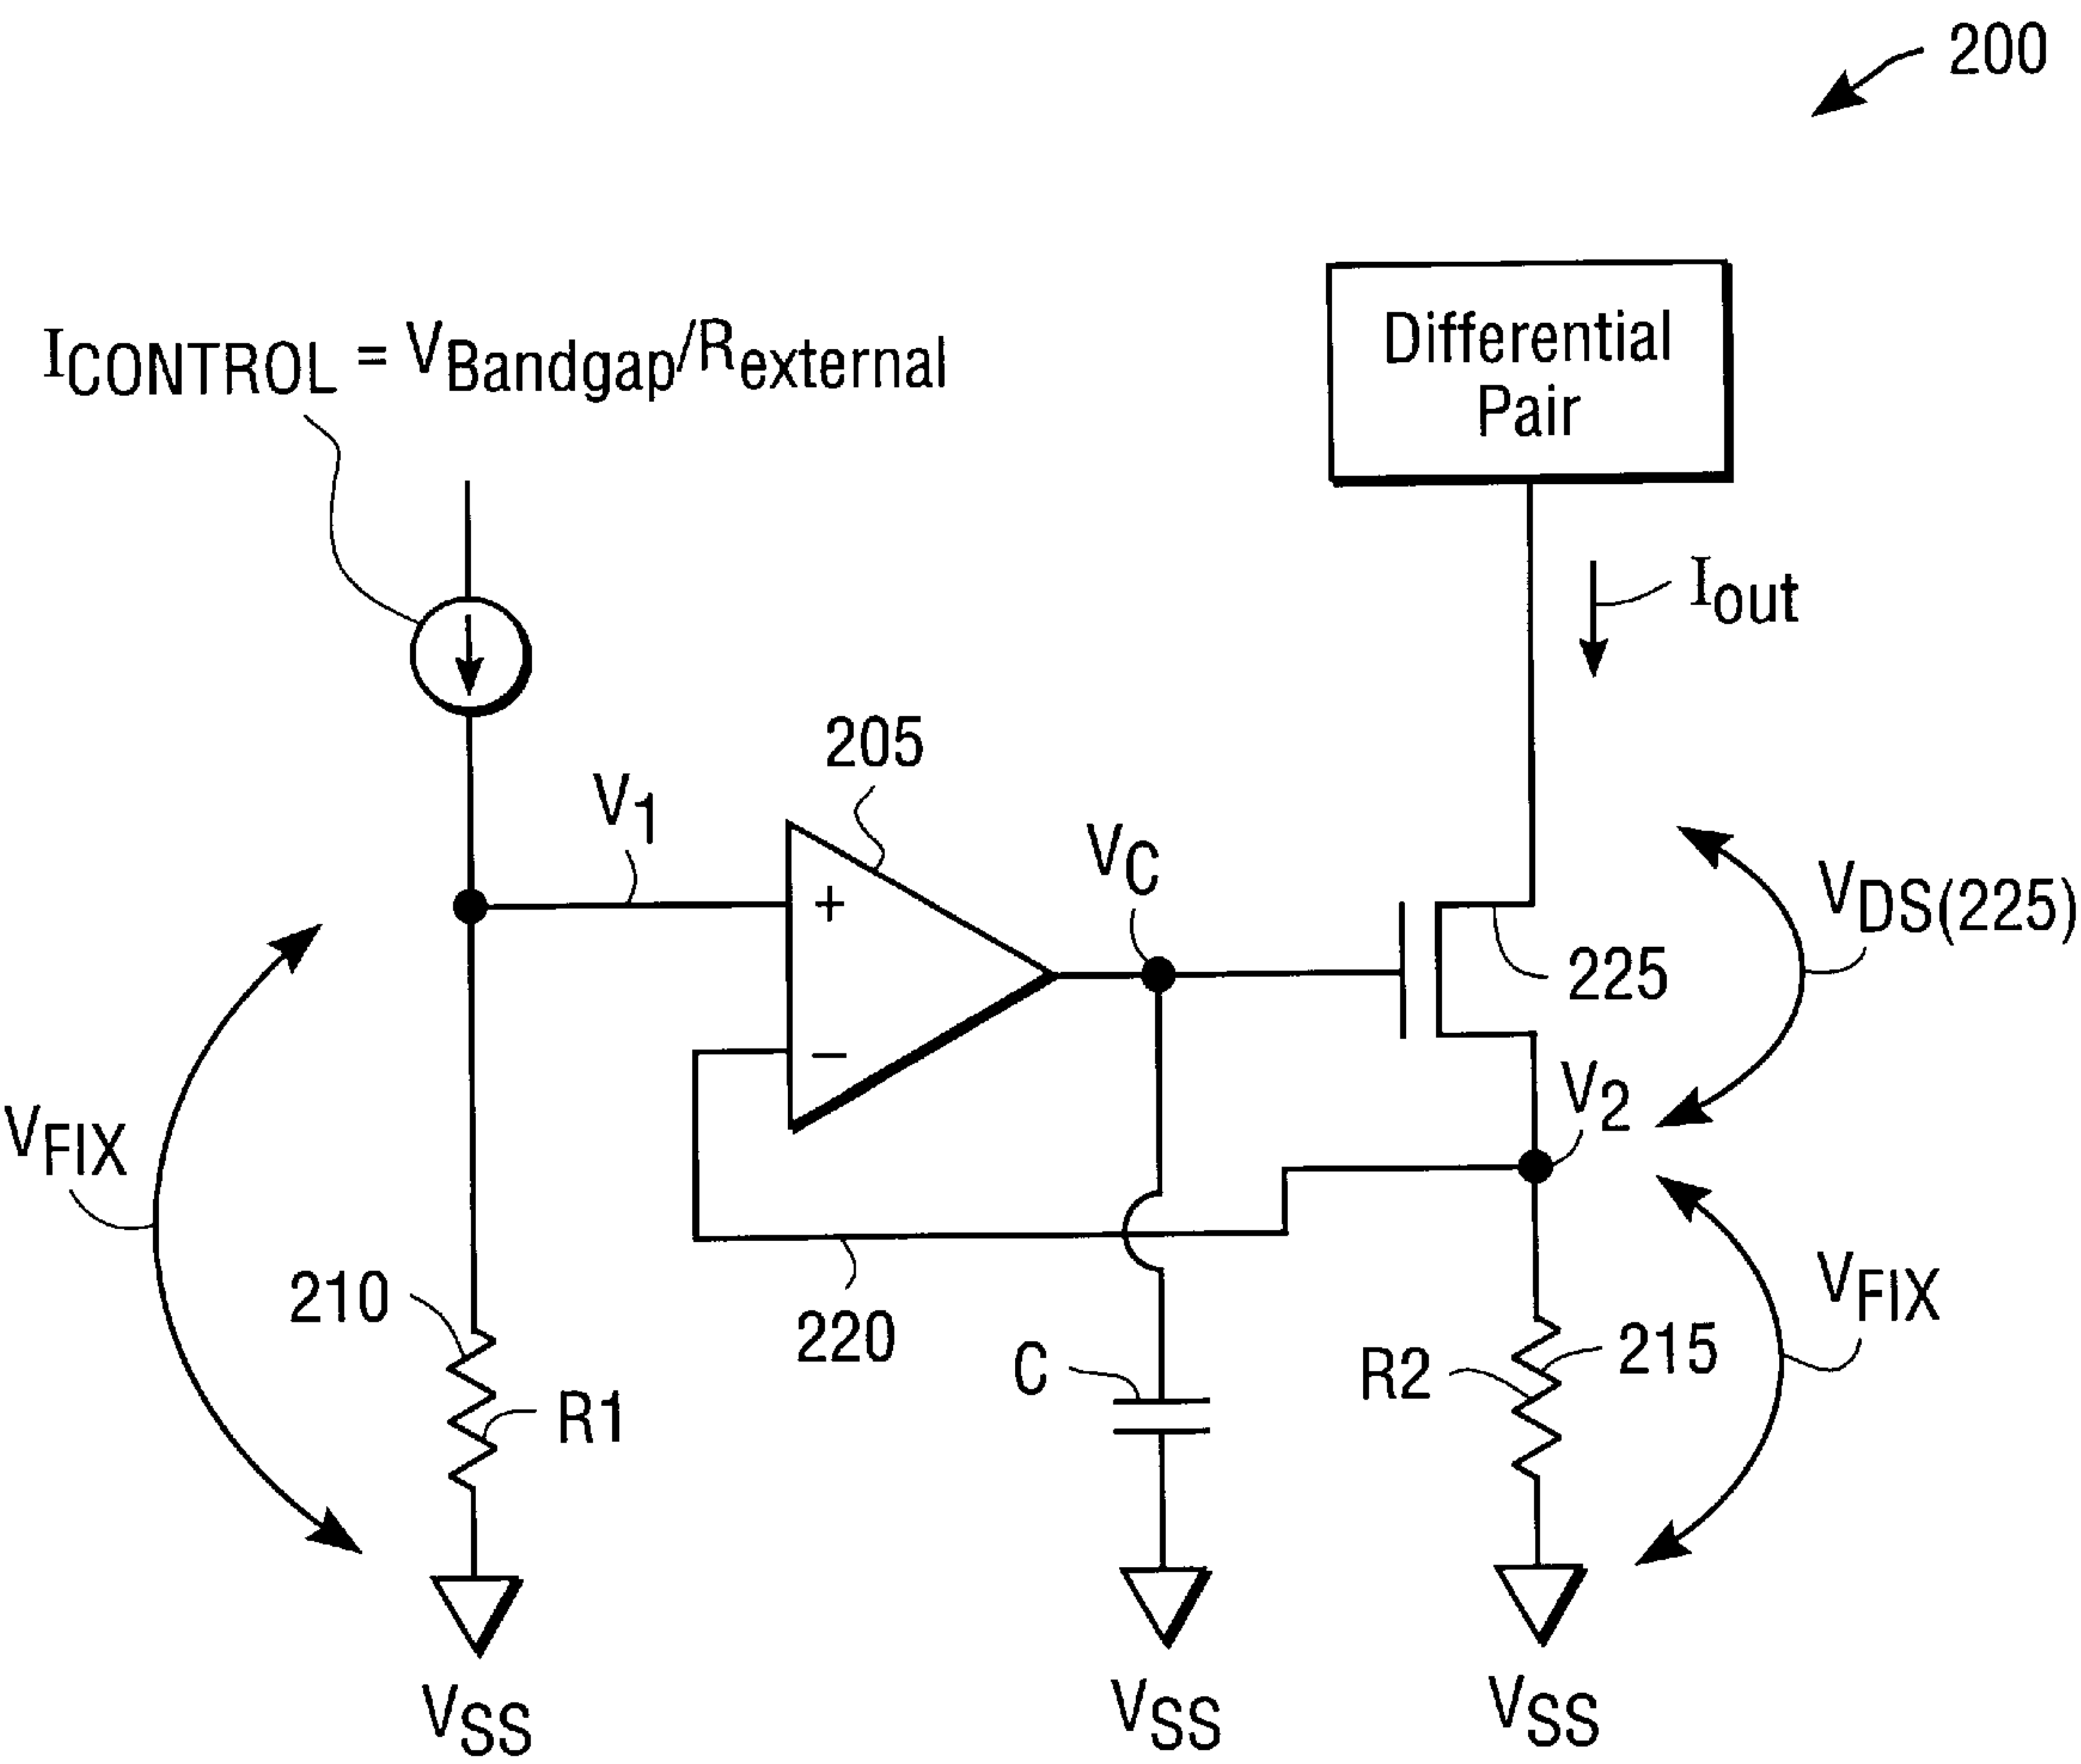 200
Differential
Pair
ICONTROL = VBandgap/Rexternal
Iout
205
V1
VC
+
VDS(225)
225
−
V2
VFIX
210
VFIX
220
C
R2
215
R1
VSS
VSS
VSS